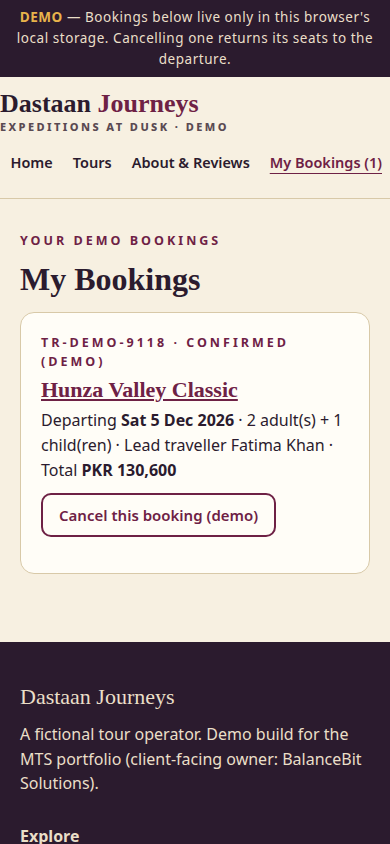 DEMO — Bookings below live only in this browser's
local storage. Cancelling one returns its seats to the
departure.
Dastaan Journeys
EXPEDITIONS AT DUSK · DEMO
Home Tours About & Reviews My Bookings (1)
YOUR DEMO BOOKINGS
My Bookings
TR-DEMO-9118 · CONFIRMED
(DEMO)
Hunza Valley Classic
Departing Sat 5 Dec 2026 · 2 adult(s) + 1
child(ren) · Lead traveller Fatima Khan ·
Total PKR 130,600
Cancel this booking (demo)
Dastaan Journeys
A fictional tour operator. Demo build for the
MTS portfolio (client-facing owner: BalanceBit
Solutions).
Explore